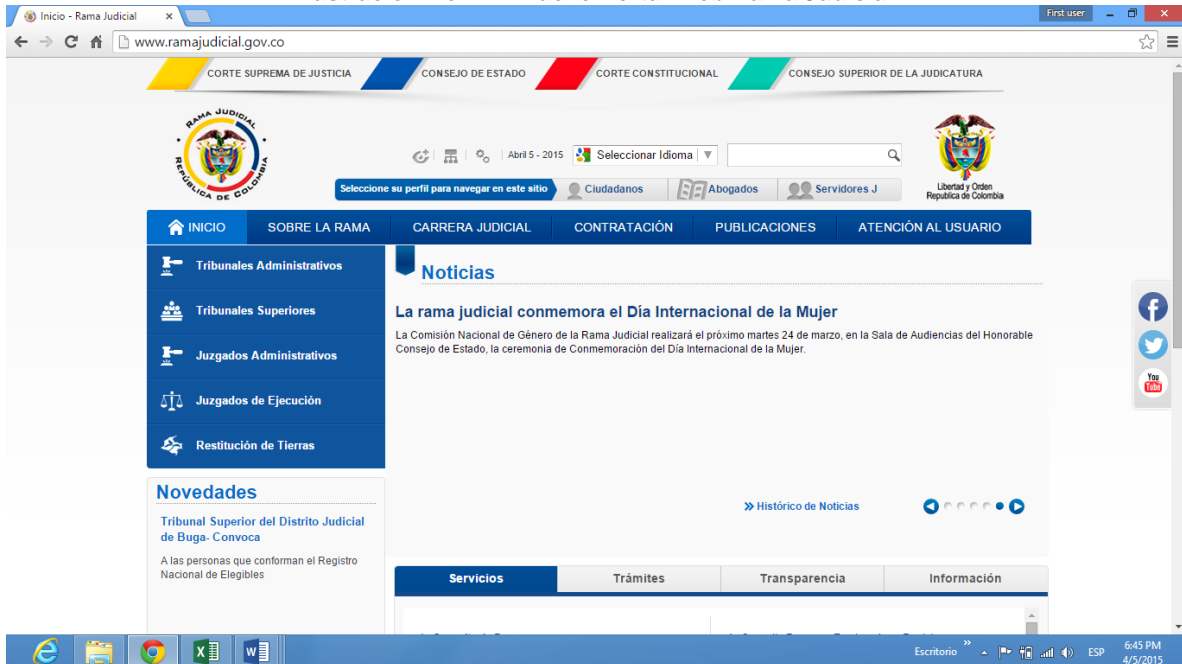 Inicio - Rama Judicial
First user
www.ramajudicial.gov.co
CORTE SUPREMA DE JUSTICIA
CONSEJO DE ESTADO
CORTE CONSTITUCIONAL
CONSEJO SUPERIOR DE LA JUDICATURA
RAMA JUDICIAL
REPUBLICA DE COLOMBIA
Abril 5 - 2015
Seleccionar Idioma
Libertad y Orden
Republica de Colombia
Seleccione su perfil para navegar en este sitio
Ciudadanos
Abogados
Servidores J
INICIO
SOBRE LA RAMA
CARRERA JUDICIAL
CONTRATACIÓN
PUBLICACIONES
ATENCIÓN AL USUARIO
Tribunales Administrativos
Tribunales Superiores
Juzgados Administrativos
Juzgados de Ejecución
Restitución de Tierras
Noticias
La rama judicial conmemora el Día Internacional de la Mujer
La Comisión Nacional de Género de la Rama Judicial realizará el próximo martes 24 de marzo, en la Sala de Audiencias del Honorable
Consejo de Estado, la ceremonia de Conmemoración del Día Internacional de la Mujer.
Histórico de Noticias
You
Tube
Novedades
Tribunal Superior del Distrito Judicial
de Buga- Convoca
A las personas que conforman el Registro
Nacional de Elegibles
Servicios
Trámites
Transparencia
Información
Escritorio
ESP
6:45 PM
4/5/2015